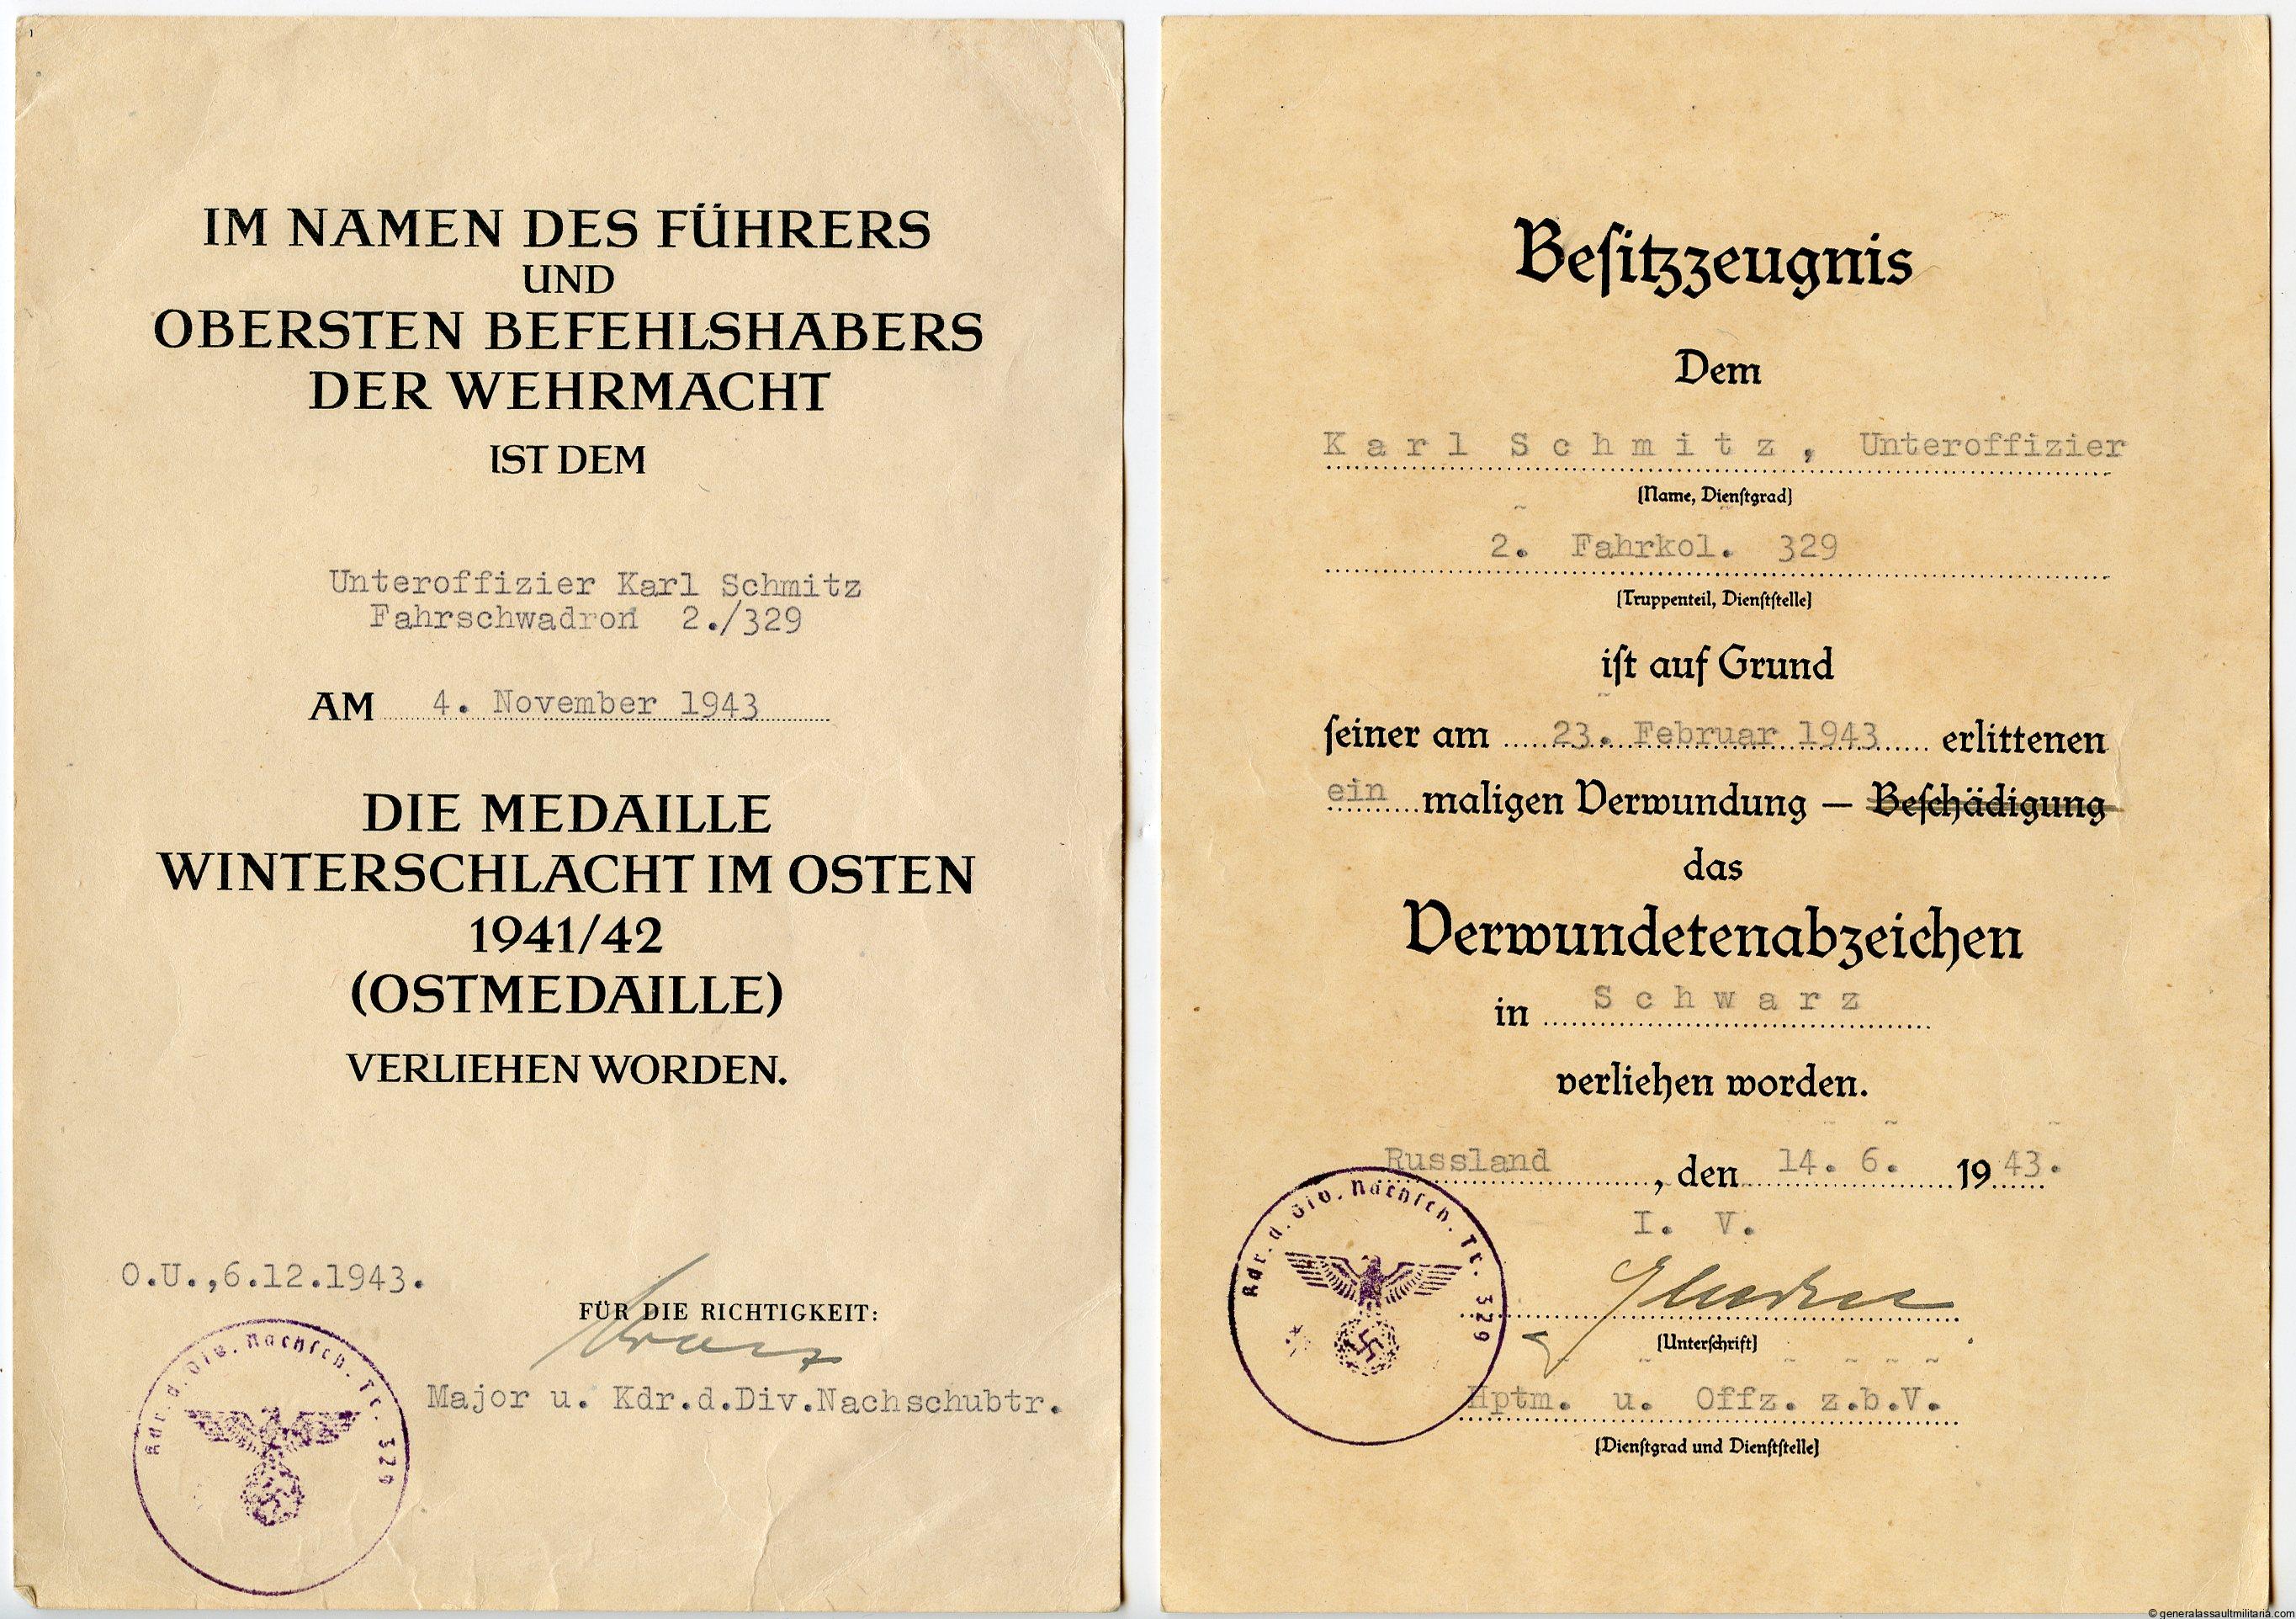 IM NAMEN DES FÜHRERS
UND
OBERSTEN BEFEHLSHABERS
DER WEHRMACHT
IST DEM
Unteroffizier Karl Schmitz
Fahrschwadron 2./329
AM 4. November 1943
DIE MEDAILLE
WINTERSCHLACHT IM OSTEN
1941/42
(OSTMEDAILLE)
VERLIEHEN WORDEN.
O.U.,6.12.1943.
FÜR DIE RICHTIGKEIT:
Major u. Kdr.d.Div.Nachschubtr.
Kdr. d. Div. Nachsch. Tr. 329
Besitzzeugnis
Dem
Karl Schmitz, Unteroffizier
(Name, Dienstgrad)
2. Fahrkol. 329
(Truppenteil, Dienststelle)
ist auf Grund
seiner am 23. Februar 1943 erlittenen
ein maligen Verwundung – Beschädigung
das
Verwundetenabzeichen
in Schwarz
verliehen worden.
Russland, den 14. 6. 1943.
I. V.
(Unterschrift)
Hptm. u. Offz. z.b.V.
(Dienstgrad und Dienststelle)
Kdr. d. Div. Nachsch. Tr. 329
© generalassaultmilitaria.com